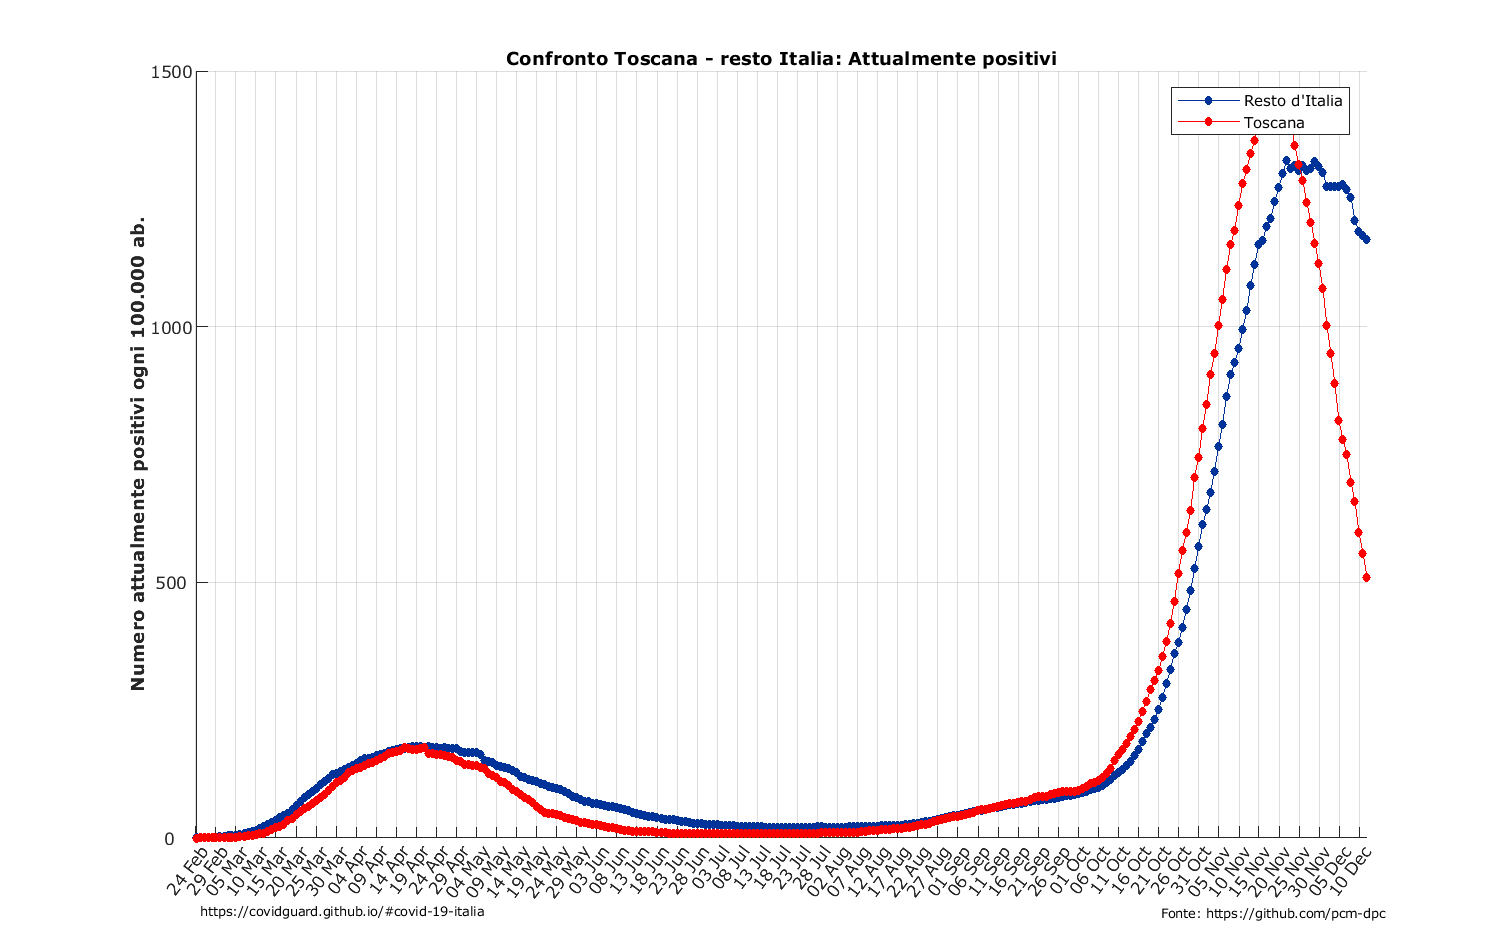 Confronto Toscana - resto Italia: Attualmente positivi
Resto d'Italia
Toscana
Numero attualmente positivi ogni 100.000 ab.
1500
1000
500
0
24 Feb
29 Feb
05 Mar
10 Mar
15 Mar
20 Mar
25 Mar
30 Mar
04 Apr
09 Apr
14 Apr
19 Apr
24 Apr
29 Apr
04 May
09 May
14 May
19 May
24 May
29 May
03 Jun
08 Jun
13 Jun
18 Jun
23 Jun
28 Jun
03 Jul
08 Jul
13 Jul
18 Jul
23 Jul
28 Jul
02 Aug
07 Aug
12 Aug
17 Aug
22 Aug
27 Aug
01 Sep
06 Sep
11 Sep
16 Sep
21 Sep
26 Sep
01 Oct
06 Oct
11 Oct
16 Oct
21 Oct
26 Oct
31 Oct
05 Nov
10 Nov
15 Nov
20 Nov
25 Nov
30 Nov
05 Dec
10 Dec
https://covidguard.github.io/#covid-19-italia
Fonte: https://github.com/pcm-dpc